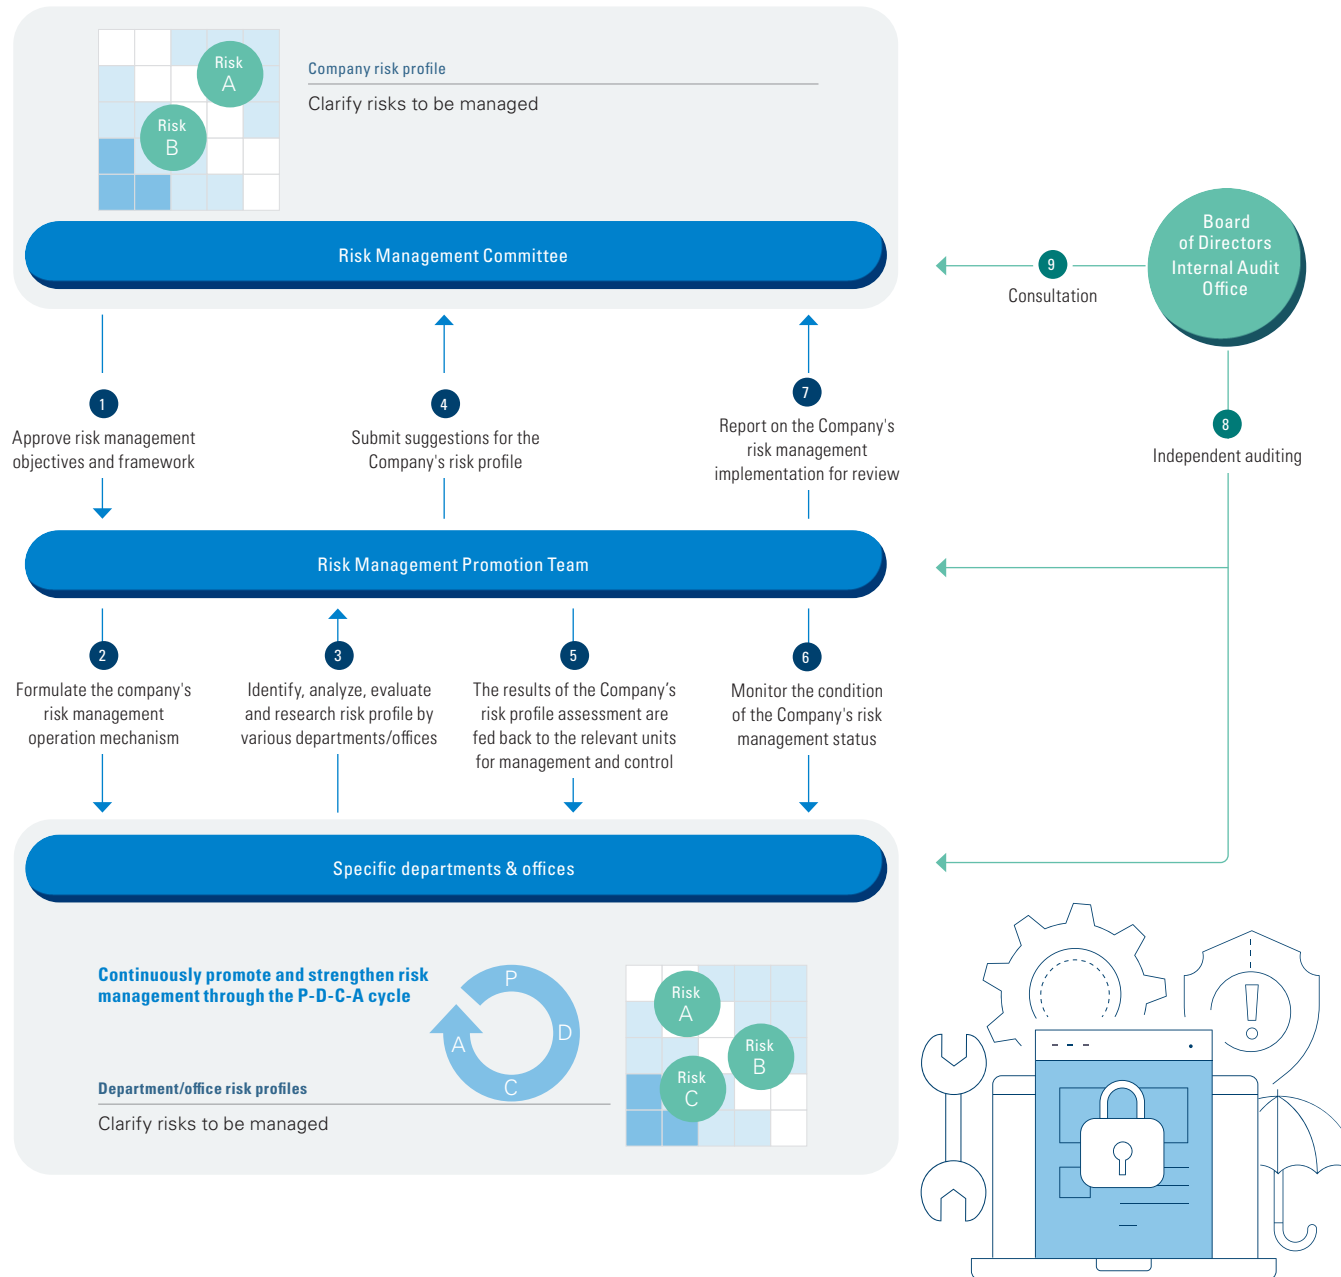 Risk
A
Risk
B
Company risk profile
Clarify risks to be managed
Risk Management Committee
Board
of Directors
Internal Audit
Office
9
Consultation
1
Approve risk management
objectives and framework
4
Submit suggestions for the
Company's risk profile
7
Report on the Company's
risk management
implementation for review
8
Independent auditing
Risk Management Promotion Team
2
Formulate the company's
risk management
operation mechanism
3
Identify, analyze, evaluate
and research risk profile by
various departments/offices
5
The results of the Company's
risk profile assessment are
fed back to the relevant units
for management and control
6
Monitor the condition
of the Company's risk
management status
Specific departments & offices
Continuously promote and strengthen risk
management through the P-D-C-A cycle
P
D
C
A
Department/office risk profiles
Clarify risks to be managed
Risk
A
Risk
B
Risk
C